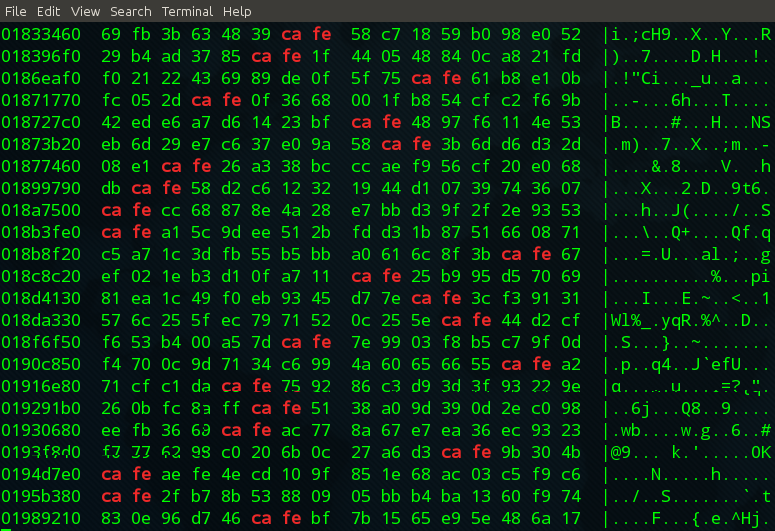 File Edit View Search Terminal Help
01833460 69 fb 3b 63 48 39 ca fe 58 c7 18 59 b0 98 e0 52 |i.;cH9..X..Y...R
018396f0 29 b4 ad 37 85 ca fe 1f 44 05 48 84 0c a8 21 fd |)..7....D.H...!.
0186eaf0 f0 21 22 43 69 89 de 0f 5f 75 ca fe 61 b8 e1 0b |.!"Ci..._u..a...
01871770 fc 05 2d ca fe 0f 36 68 00 1f b8 54 cf c2 f6 9b |..-...6h...T....
018727c0 42 ed e6 a7 d6 14 23 bf ca fe 48 97 f6 11 4e 53 |B.....#...H...NS
01873b20 eb 6d 29 e7 c6 37 e0 9a 58 ca fe 3b 6d d6 d3 2d |.m)..7..X..;m..-
01877460 08 e1 ca fe 26 a3 38 bc cc ae f9 56 cf 20 e0 68 |....&.8....V. .h
01899790 db ca fe 58 d2 c6 12 32 19 44 d1 07 39 74 36 07 |...X...2.D..9t6.
018a7500 ca fe cc 68 87 8e 4a 28 e7 bb d3 9f 2f 2e 93 53 |...h..J(..../..S
018b3fe0 ca fe a1 5c 9d ee 51 2b fd d3 1b 87 51 66 08 71 |...\..Q+....Qf.q
018b8f20 c5 a7 1c 3d fb 55 b5 bb a0 61 6c 8f 3b ca fe 67 |...=.U...al.;..g
018c8c20 ef 02 1e b3 d1 0f a7 11 ca fe 25 b9 95 d5 70 69 |..........%...pi
018d4130 81 ea 1c 49 f0 eb 93 45 d7 7e ca fe 3c f3 91 31 |...I...E.~..<..1
018da330 57 6c 25 5f ec 79 71 52 0c 25 5e ca fe 44 d2 cf |Wl%_.yqR.%^..D..
018f6f50 f6 53 b4 00 a5 7d ca fe 7e 99 03 f8 b5 c7 9f 0d |.S...}..~.......
0190c850 f4 70 0c 9d 71 34 c6 99 4a 60 65 66 55 ca fe a2 |.p..q4..J`efU...
01916e80 71 cf c1 da ca fe 75 92 86 c3 d9 3d 3f 93 22 9e
019291b0 26 0b fc 8a ff ca fe 51 38 a0 9d 39 0d 2e c0 98 |..6j...Q8..9....
01930680 ee fb 36 69 ca fe ac 77 8a 67 e7 ea 36 ec 93 23 |.wb....w.g..6..#
0193f8d0 f7 77 62 98 c0 20 6b 0c 27 a6 d3 ca fe 9b 30 4b |@9... k.'.....OK
0194d7e0 ca fe ae fe 4e cd 10 9f 85 1e 68 ac 03 c5 f9 c6 |....N.....h.....
0195b380 ca fe 2f b7 8b 53 88 09 05 bb b4 ba 13 60 f9 74 |../..S.......`.t
01989210 83 0e 96 d7 46 ca fe bf 7b 15 65 e9 5e 48 6a 17 |....F...{.e.^Hj.